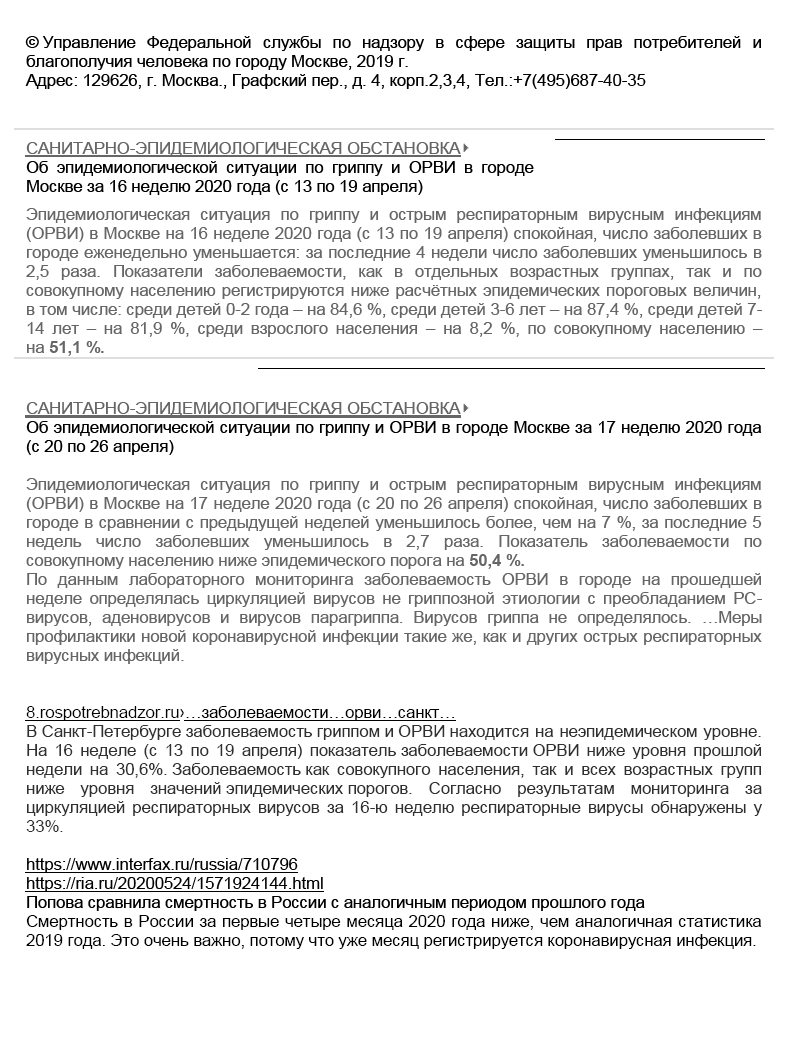 © Управление Федеральной службы по надзору в сфере защиты прав потребителей и
благополучия человека по городу Москве, 2019 г.
Адрес: 129626, г. Москва., Графский пер., д. 4, корп.2,3,4, Тел.:+7(495)687-40-35
САНИТАРНО-ЭПИДЕМИОЛОГИЧЕСКАЯ ОБСТАНОВКА
Об эпидемиологической ситуации по гриппу и ОРВИ в городе
Москве за 16 неделю 2020 года (с 13 по 19 апреля)
Эпидемиологическая ситуация по гриппу и острым респираторным вирусным инфекциям
(ОРВИ) в Москве на 16 неделе 2020 года (с 13 по 19 апреля) спокойная, число заболевших в
городе еженедельно уменьшается: за последние 4 недели число заболевших уменьшилось в
2,5 раза. Показатели заболеваемости, как в отдельных возрастных группах, так и по
совокупному населению регистрируются ниже расчётных эпидемических пороговых величин,
в том числе: среди детей 0-2 года – на 84,6 %, среди детей 3-6 лет – на 87,4 %, среди детей 7-
14 лет – на 81,9 %, среди взрослого населения – на 8,2 %, по совокупному населению –
на 51,1 %.
САНИТАРНО-ЭПИДЕМИОЛОГИЧЕСКАЯ ОБСТАНОВКА
Об эпидемиологической ситуации по гриппу и ОРВИ в городе Москве за 17 неделю 2020 года
(с 20 по 26 апреля)
Эпидемиологическая ситуация по гриппу и острым респираторным вирусным инфекциям
(ОРВИ) в Москве на 17 неделе 2020 года (с 20 по 26 апреля) спокойная, число заболевших в
городе в сравнении с предыдущей неделей уменьшилось более, чем на 7 %, за последние 5
недель число заболевших уменьшилось в 2,7 раза. Показатель заболеваемости по
совокупному населению ниже эпидемического порога на 50,4 %.
По данным лабораторного мониторинга заболеваемость ОРВИ в городе на прошедшей
неделе определялась циркуляцией вирусов не гриппозной этиологии с преобладанием РС-
вирусов, аденовирусов и вирусов парагриппа. Вирусов гриппа не определялось. …Меры
профилактики новой коронавирусной инфекции такие же, как и других острых респираторных
вирусных инфекций.
8.rospotrebnadzor.ru›…заболеваемости…орви…санкт…
В Санкт-Петербурге заболеваемость гриппом и ОРВИ находится на неэпидемическом уровне.
На 16 неделе (с 13 по 19 апреля) показатель заболеваемости ОРВИ ниже уровня прошлой
недели на 30,6%. Заболеваемость как совокупного населения, так и всех возрастных групп
ниже уровня значений эпидемических порогов. Согласно результатам мониторинга за
циркуляцией респираторных вирусов за 16-ю неделю респираторные вирусы обнаружены у
33%.
https://www.interfax.ru/russia/710796
https://ria.ru/20200524/1571924144.html
Попова сравнила смертность в России с аналогичным периодом прошлого года
Смертность в России за первые четыре месяца 2020 года ниже, чем аналогичная статистика
2019 года. Это очень важно, потому что уже месяц регистрируется коронавирусная инфекция.